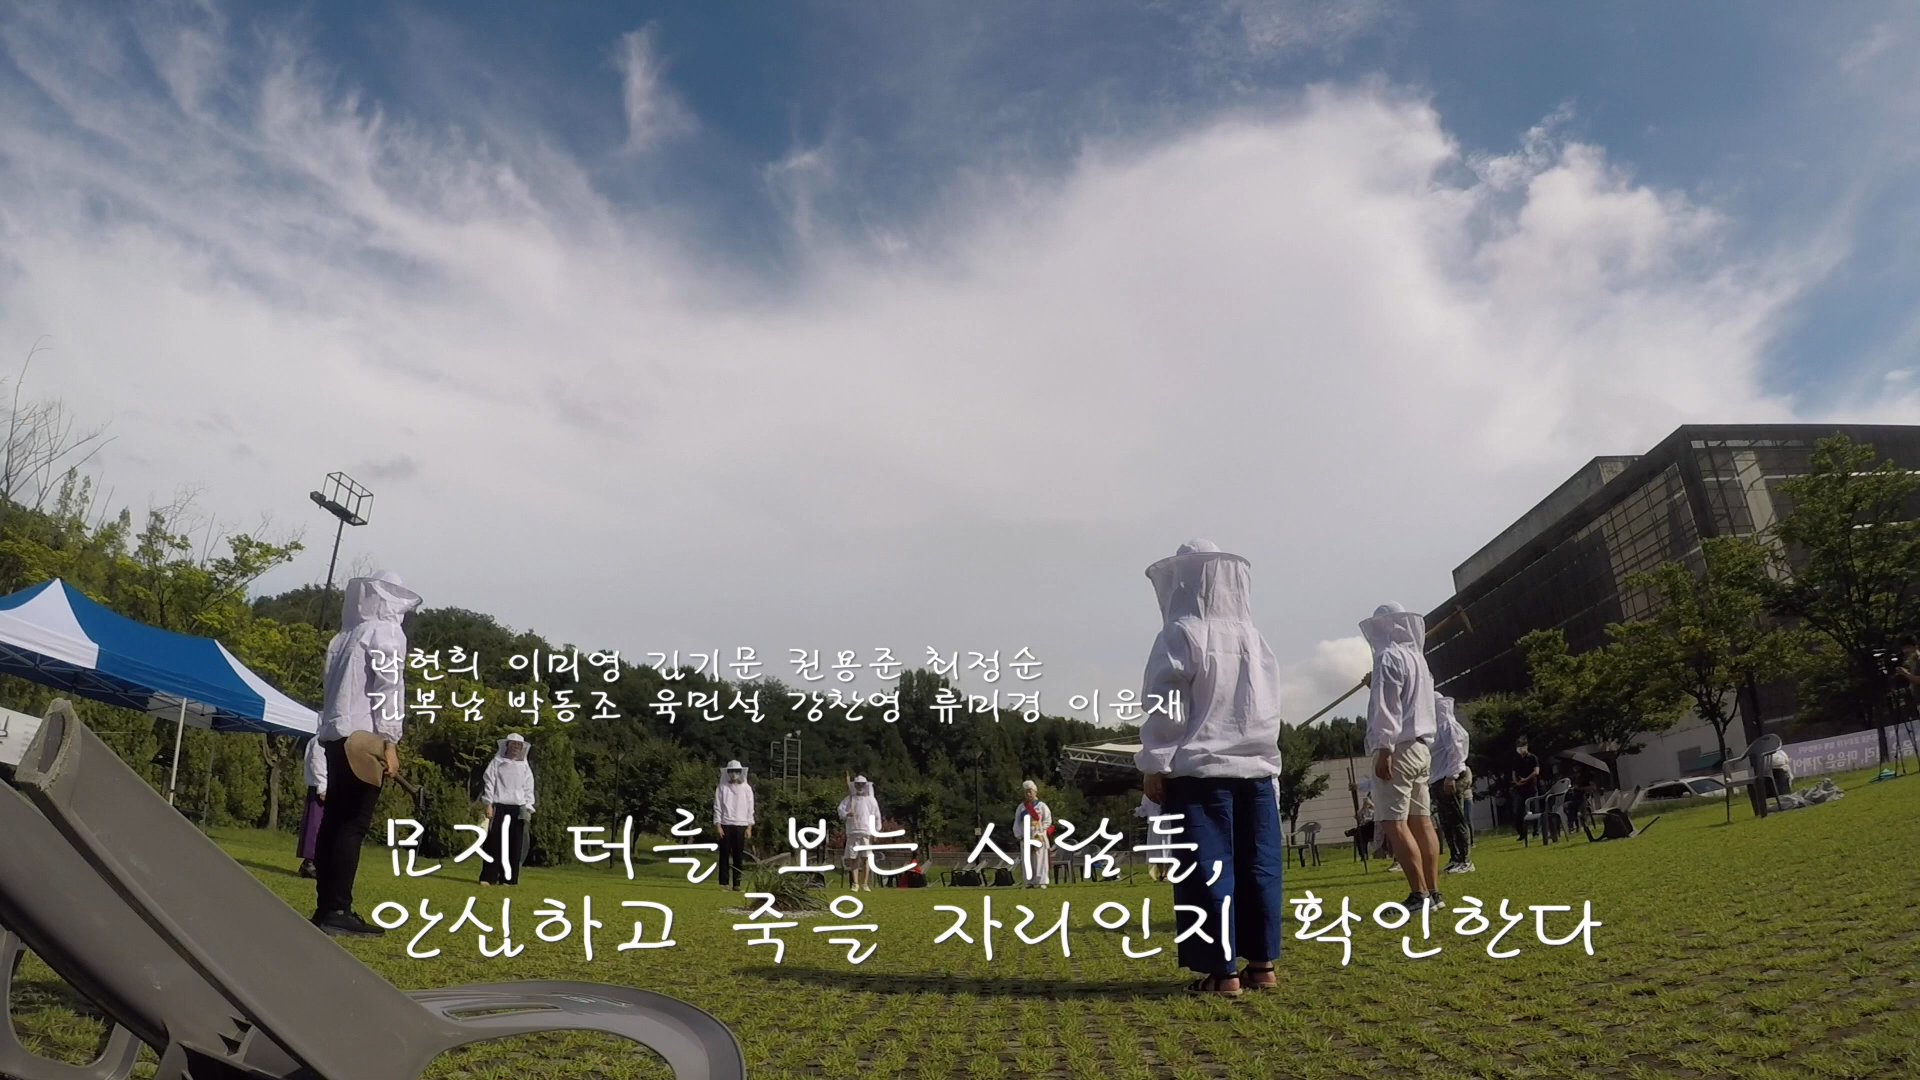 곽현희 이미영 김기문 권용준 최정순
김복남 박동조 육민설 강찬영 류미경 이윤재
묘지 터를 보는 사람들,
안심하고 죽을 자리인지 확인한다